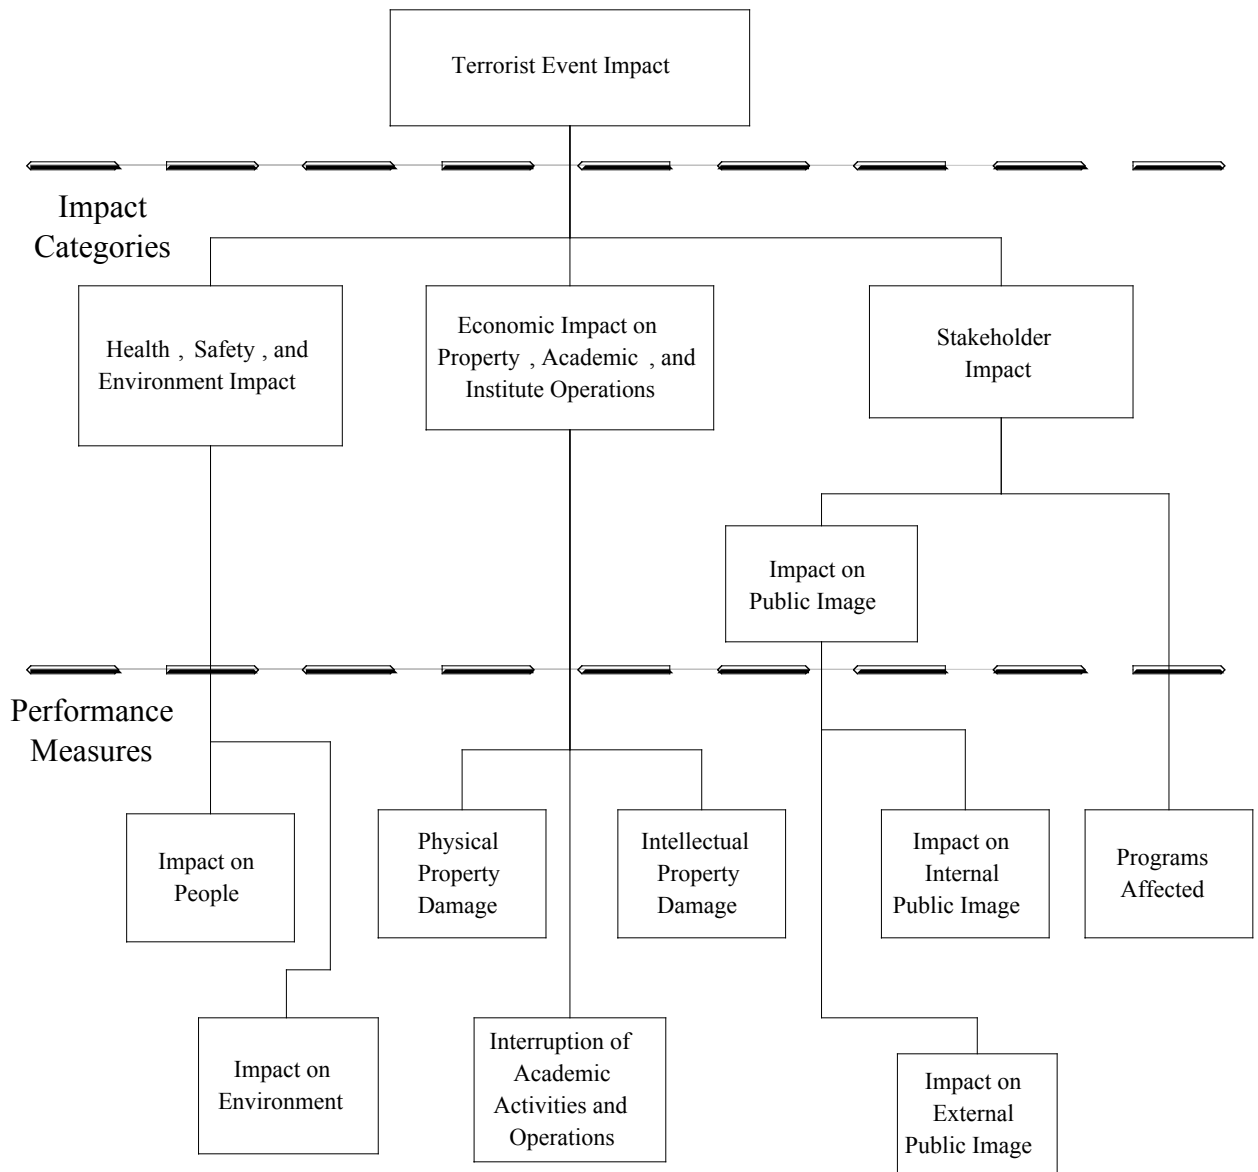 Terrorist Event Impact
Impact
Categories
Health , Safety , and
Environment Impact
Economic Impact on
Property , Academic , and
Institute Operations
Stakeholder
Impact
Impact on
Public Image
Performance
Measures
Impact on
People
Physical
Property
Damage
Intellectual
Property
Damage
Impact on
Internal
Public Image
Programs
Affected
Impact on
Environment
Interruption of
Academic
Activities and
Operations
Impact on
External
Public Image